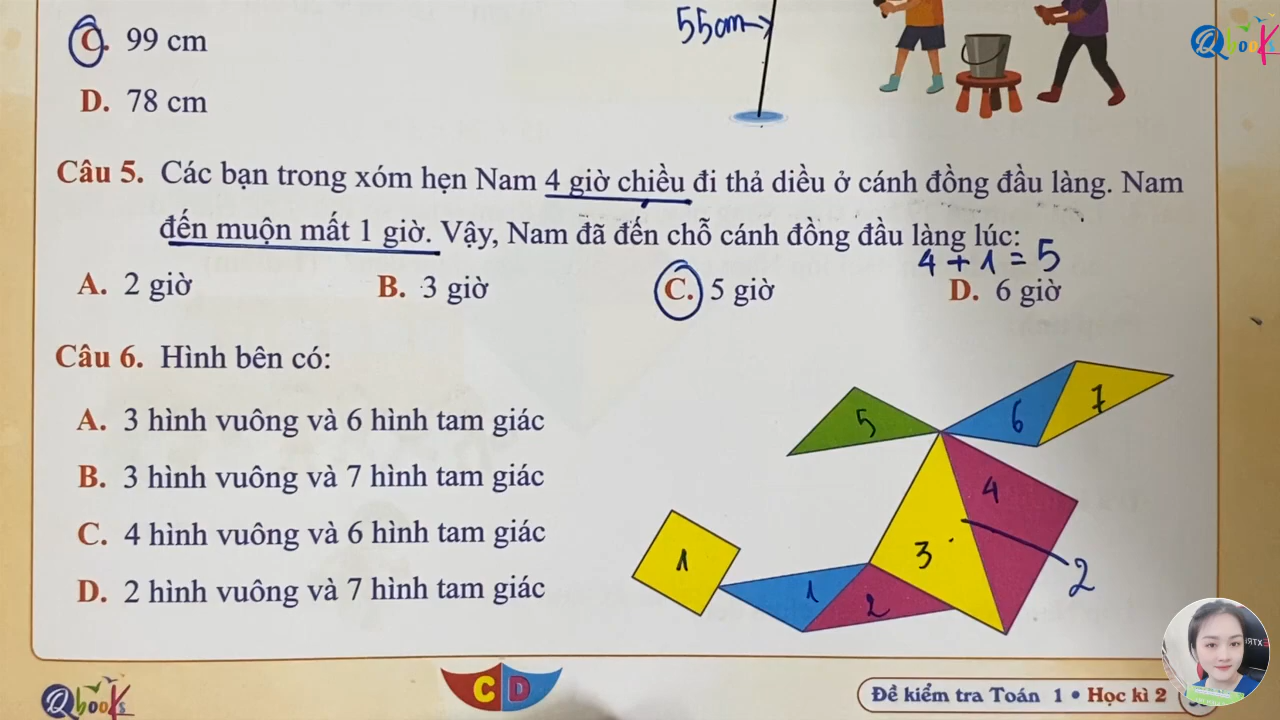 C. 99 cm
55cm
D. 78 cm
Qbooks
Câu 5. Các bạn trong xóm hẹn Nam 4 giờ chiều đi thả diều ở cánh đồng đầu làng. Nam
đến muộn mất 1 giờ. Vậy, Nam đã đến chỗ cánh đồng đầu làng lúc:
4 + 1 = 5
A. 2 giờ B. 3 giờ C. 5 giờ D. 6 giờ
Câu 6. Hình bên có:
A. 3 hình vuông và 6 hình tam giác
B. 3 hình vuông và 7 hình tam giác
C. 4 hình vuông và 6 hình tam giác
D. 2 hình vuông và 7 hình tam giác
5 6 7
4
3
1
2
1 2
Qbooks
CD
Đề kiểm tra Toán 1 • Học kì 2